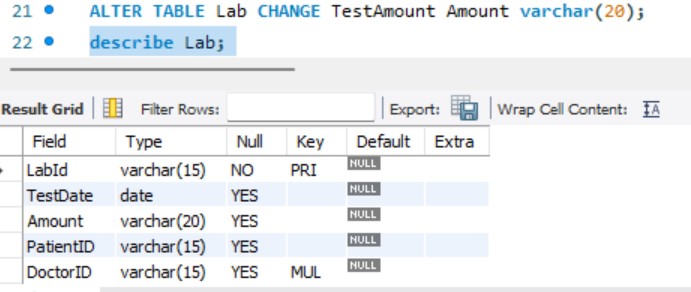 21 ALTER TABLE Lab CHANGE TestAmount Amount varchar(20);
22 describe Lab;
Result Grid Filter Rows: Export: Wrap Cell Content: IA
Field Type Null Key Default Extra
LabId varchar(15) NO PRI NULL
TestDate date YES NULL
Amount varchar(20) YES NULL
PatientID varchar(15) YES NULL
DoctorID varchar(15) YES MUL NULL